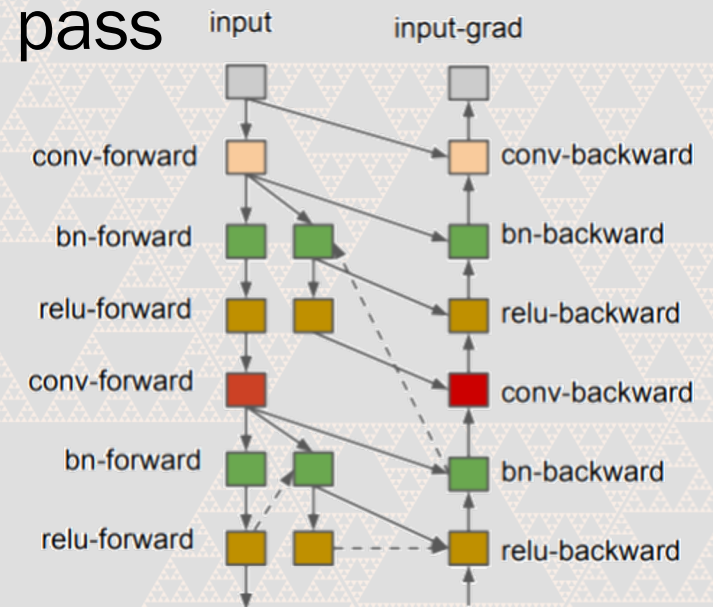 pass
input
input-grad
conv-forward
conv-backward
bn-forward
bn-backward
relu-forward
relu-backward
conv-forward
conv-backward
bn-forward
bn-backward
relu-forward
relu-backward